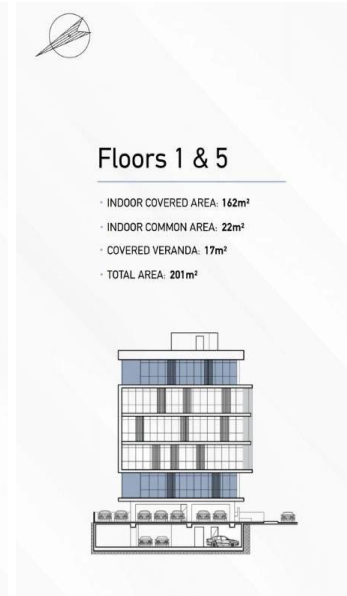 Floors 1 & 5
· INDOOR COVERED AREA: 162m²
· INDOOR COMMON AREA: 22m²
· COVERED VERANDA: 17m²
· TOTAL AREA: 201m²